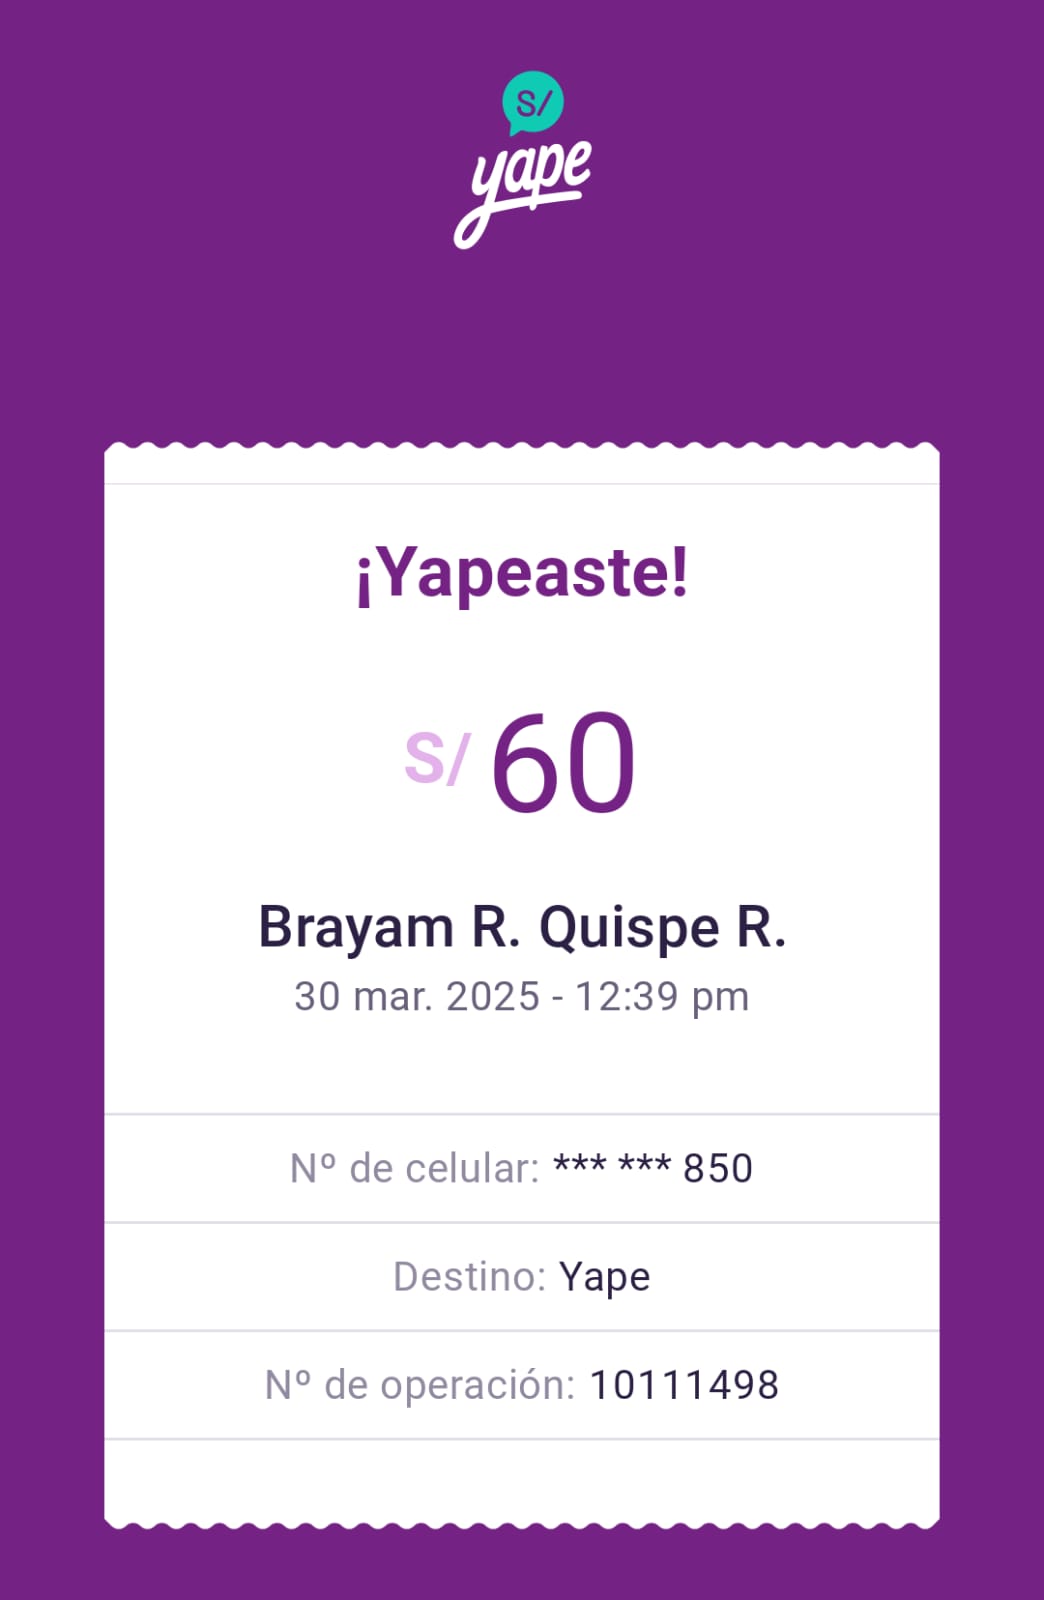 S/
yape
¡Yapeaste!
S/ 60
Brayam R. Quispe R.
30 mar. 2025 - 12:39 pm
Nº de celular: *** *** 850
Destino: Yape
Nº de operación: 10111498